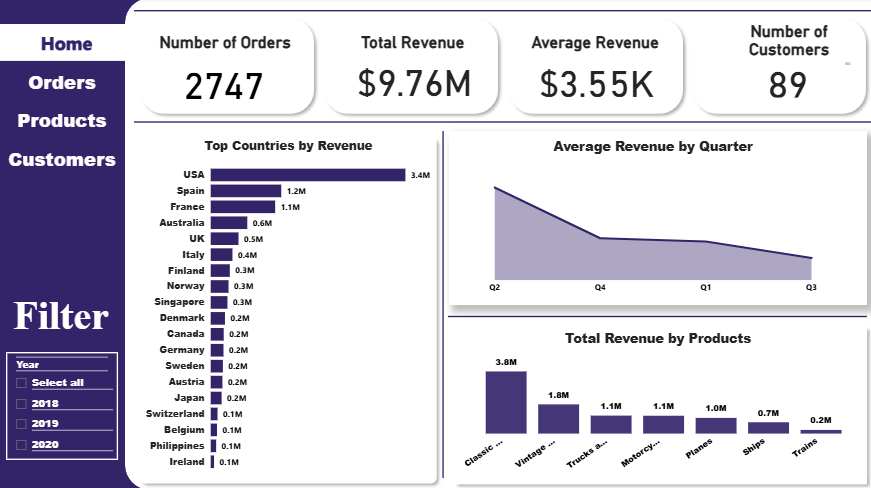 Home
Orders
Products
Customers
Filter
Year
Select all
2018
2019
2020
Number of Orders
2747
Total Revenue
$9.76M
Average Revenue
$3.55K
Number of
Customers
89
Top Countries by Revenue
USA 3.4M
Spain 1.2M
France 1.1M
Australia 0.6M
UK 0.5M
Italy 0.4M
Finland 0.3M
Norway 0.3M
Singapore 0.3M
Denmark 0.2M
Canada 0.2M
Germany 0.2M
Sweden 0.2M
Austria 0.2M
Japan 0.2M
Switzerland 0.1M
Belgium 0.1M
Philippines 0.1M
Ireland 0.1M
Average Revenue by Quarter
Q2 Q4 Q1 Q3
Total Revenue by Products
3.8M 1.8M 1.1M 1.1M 1.0M 0.7M 0.2M
Classic ... Vintage ... Trucks a... Motorcy... Planes Ships Trains